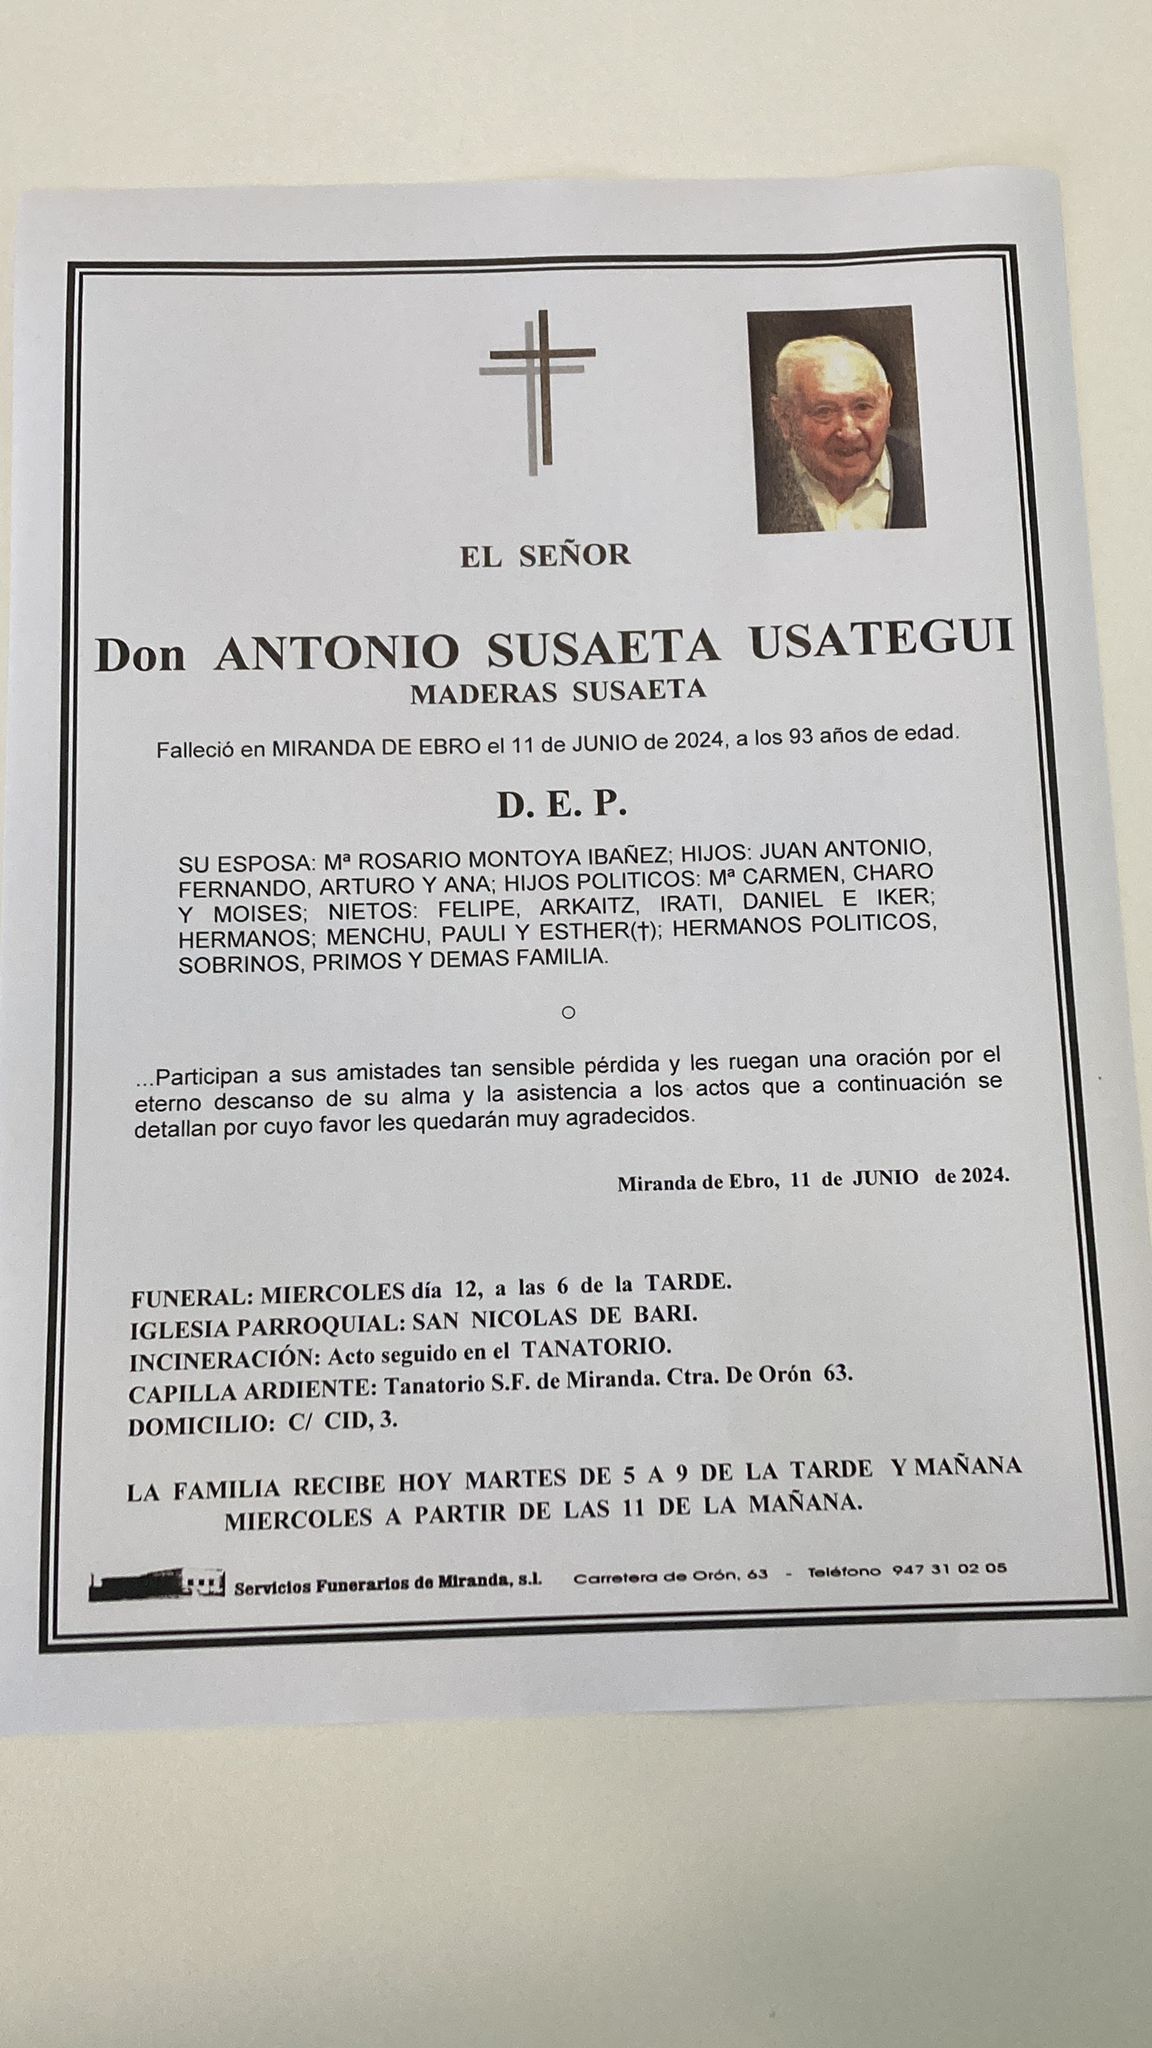 EL SEÑOR
Don ANTONIO SUSAETA USATEGUI
MADERAS SUSAETA
Falleció en MIRANDA DE EBRO el 11 de JUNIO de 2024, a los 93 años de edad.
D. E. P.
SU ESPOSA: Mª ROSARIO MONTOYA IBAÑEZ; HIJOS: JUAN ANTONIO,
FERNANDO, ARTURO Y ANA; HIJOS POLITICOS: Mª CARMEN, CHARO
Y MOISES; NIETOS: FELIPE, ARKAITZ, IRATI, DANIEL E IKER;
HERMANOS; MENCHU, PAULI Y ESTHER(†); HERMANOS POLITICOS,
SOBRINOS, PRIMOS Y DEMAS FAMILIA.
...Participan a sus amistades tan sensible pérdida y les ruegan una oración por el
eterno descanso de su alma y la asistencia a los actos que a continuación se
detallan por cuyo favor les quedarán muy agradecidos.
Miranda de Ebro, 11 de JUNIO de 2024.
FUNERAL: MIERCOLES día 12, a las 6 de la TARDE.
IGLESIA PARROQUIAL: SAN NICOLAS DE BARI.
INCINERACIÓN: Acto seguido en el TANATORIO.
CAPILLA ARDIENTE: Tanatorio S.F. de Miranda. Ctra. De Orón 63.
DOMICILIO: C/ CID, 3.
LA FAMILIA RECIBE HOY MARTES DE 5 A 9 DE LA TARDE Y MAÑANA
MIERCOLES A PARTIR DE LAS 11 DE LA MAÑANA.
Servicios Funerarios de Miranda, s.l. Carretera de Orón, 63 - Teléfono 947 31 02 05